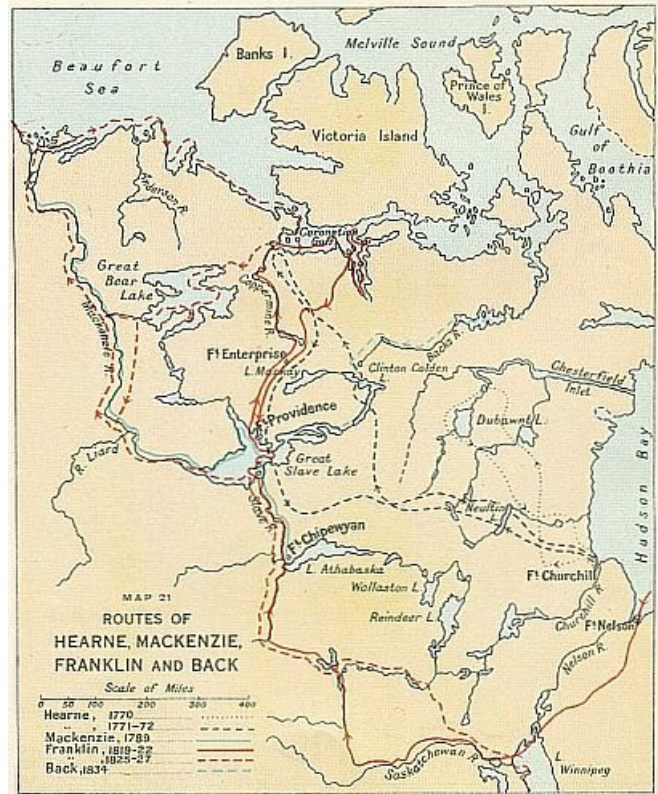 Beaufort
Sea
Banks I.
Melville Sound
Prince of
Wales
I.
Victoria Island
Gulf
of
Boothia
Anderson R.
Coronation
Gulf
Great
Bear
Lake
Coppermine R.
Mackenzie R.
Ft Enterprise
L. Mackay
Backs R.
Clinton Colden
L.
Chesterfield
Inlet
Ft Providence
Dubawnt L.
R. Liard
Great
Slave Lake
Slave R.
Hudson Bay
Neultin
L.
Ft Chipewyan
L. Athabaska
Ft Churchill
Wollaston L.
Churchill R.
Reindeer L.
Ft Nelson
Nelson R.
Saskatchewan R.
L.
Winnipeg
MAP 21
ROUTES OF
HEARNE, MACKENZIE,
FRANKLIN AND BACK
Scale of Miles
0 50 100 200 300 400
Hearne, 1770
" 1771-72
Mackenzie, 1789
Franklin, 1819-22
" 1825-27
Back, 1834